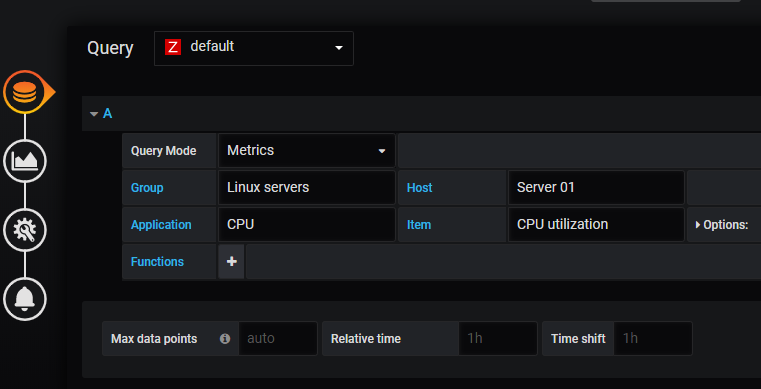 Query Z default
A
Query Mode Metrics
Group Linux servers Host Server 01
Application CPU Item CPU utilization Options:
Functions +
Max data points auto Relative time 1h Time shift 1h